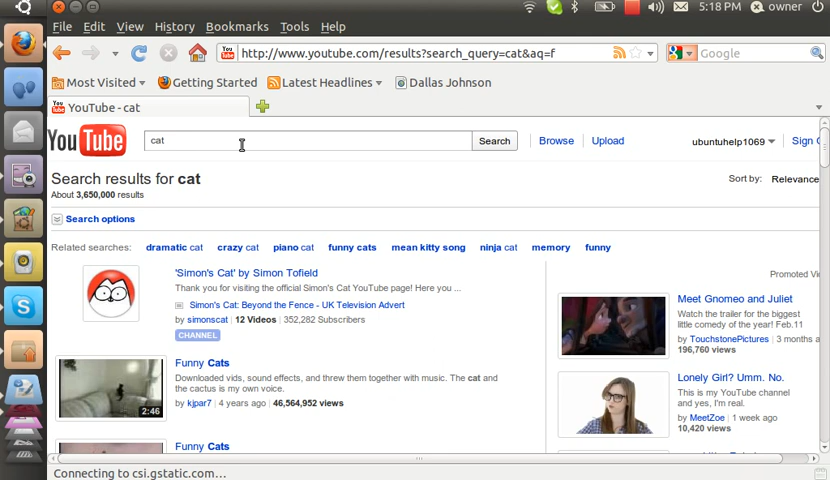 5:18 PM owner
File Edit View History Bookmarks Tools Help
You Tube http://www.youtube.com/results?search_query=cat&aq=f Google
Most Visited Getting Started Latest Headlines Dallas Johnson
YouTube - cat
YouTube cat Search Browse Upload ubuntuhelp1069 Sign
Search results for cat Sort by: Relevance
About 3,650,000 results
Search options
Related searches: dramatic cat crazy cat piano cat funny cats mean kitty song ninja cat memory funny
'Simon's Cat' by Simon Tofield
Thank you for visiting the official Simon's Cat YouTube page! Here you ...
Simon's Cat: Beyond the Fence - UK Television Advert
by simonscat | 12 Videos | 352,282 Subscribers
CHANNEL
Funny Cats
Downloaded vids, sound effects, and threw them together with music. The cat and
the cactus is my own voice.
by kjpar7 | 4 years ago | 46,564,952 views
2:46
Funny Cats
Promoted Vi
Meet Gnomeo and Juliet
Watch the trailer for the biggest
little comedy of the year! Feb.11
by TouchstonePictures | 3 months a
196,760 views
Lonely Girl? Umm. No.
This is my YouTube channel
and yes, I'm real.
by MeetZoe | 1 week ago
10,420 views
Connecting to csi.gstatic.com...